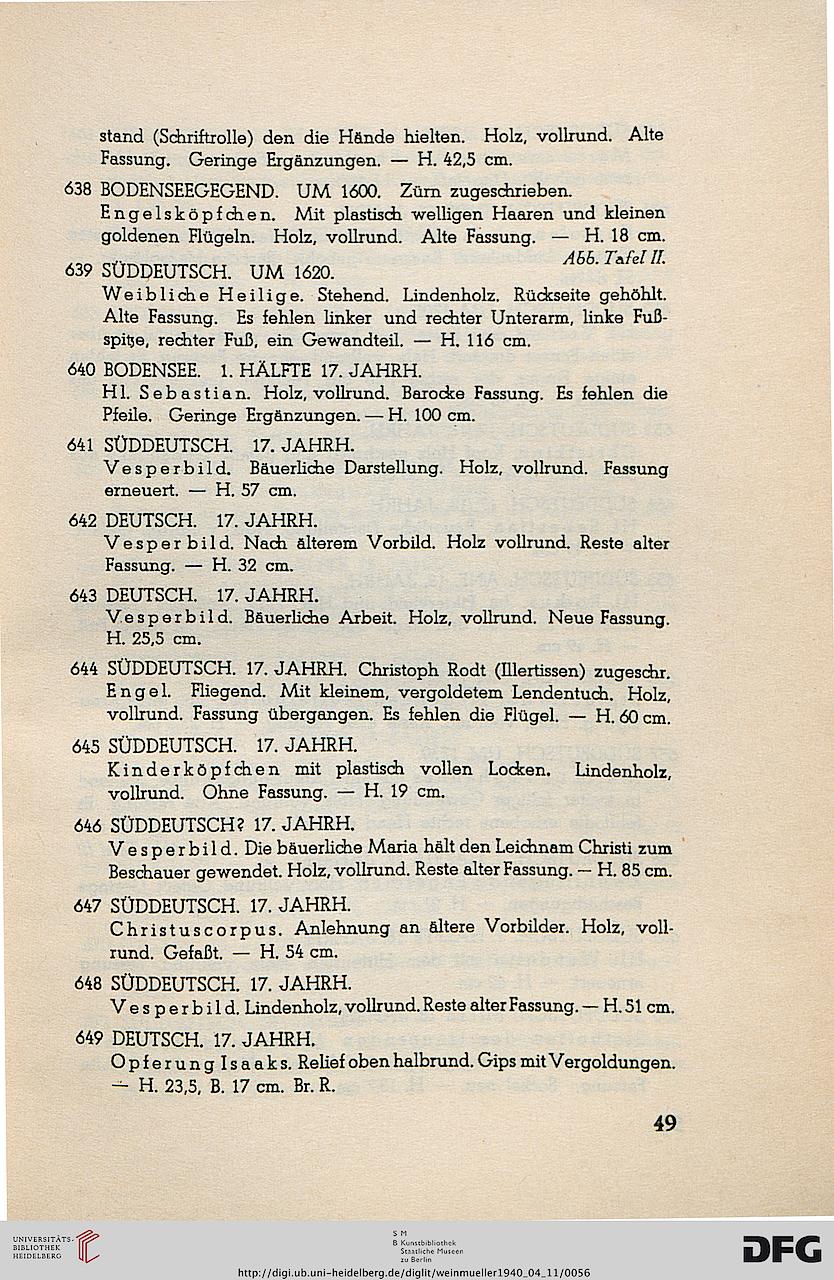 stand (Schriftrolle) den die Hände hielten. Holz, vollrund. Alte
Fassung. Geringe Ergänzungen. — H. 42,5 cm.
638 BODENSEEGEGEND. UM 1600. Zürn zugeschrieben.
Engelsköpfchen. Mit plastisch welligen Haaren und kleinen
goldenen Flügeln. Holz, vollrund. Alte Fassung. — H. 18 cm.
Abb. Tafel II.
639 SÜDDEUTSCH. UM 1620.
Weibliche Heilige. Stehend. Lindenholz. Rückseite gehöhlt.
Alte Fassung. Es fehlen linker und rechter Unterarm, linke Fuß-
spitze, rechter Fuß, ein Gewandteil. — H. 116 cm.
640 BODENSEE. 1. HÄLFTE 17. JAHRH.
Hl. Sebastian. Holz, vollrund. Barocke Fassung. Es fehlen die
Pfeile. Geringe Ergänzungen. — H. 100 cm.
641 SÜDDEUTSCH. 17. JAHRH.
Vesperbild. Bäuerliche Darstellung. Holz, vollrund. Fassung
erneuert. — H. 57 cm.
642 DEUTSCH. 17. JAHRH.
Vesperbild. Nach älterem Vorbild. Holz vollrund. Reste alter
Fassung. — H. 32 cm.
643 DEUTSCH. 17. JAHRH.
Vesperbild. Bäuerliche Arbeit. Holz, vollrund. Neue Fassung.
H. 25,5 cm.
644 SÜDDEUTSCH. 17. JAHRH. Christoph Rodt (Illertissen) zugeschr.
Engel. Fliegend. Mit kleinem, vergoldetem Lendentuch. Holz,
vollrund. Fassung übergangen. Es fehlen die Flügel. — H. 60 cm.
645 SÜDDEUTSCH. 17. JAHRH.
Kinderköpfchen mit plastisch vollen Locken. Lindenholz,
vollrund. Ohne Fassung. — H. 19 cm.
646 SÜDDEUTSCH? 17. JAHRH.
Vesperbild. Die bäuerliche Maria hält den Leichnam Christi zum
Beschauer gewendet. Holz, vollrund. Reste alter Fassung. — H. 85 cm.
647 SÜDDEUTSCH. 17. JAHRH.
Christuscorpus. Anlehnung an ältere Vorbilder. Holz, voll-
rund. Gefaßt. — H. 54 cm.
648 SÜDDEUTSCH. 17. JAHRH.
Vesperbild. Lindenholz, vollrund. Reste alter Fassung. — H. 51 cm.
649 DEUTSCH. 17. JAHRH.
Opferung Isaaks. Relief oben halbrund. Gips mit Vergoldungen.
— H. 23,5, B. 17 cm. Br. R.
49
UNIVERSITÄTS-
BIBLIOTHEK
HEIDELBERG
S M
B Kunstbibliothek
Staatliche Museen
zu Berlin
DFG
http://digi.ub.uni-heidelberg.de/diglit/weinmueller1940_04_11/0056